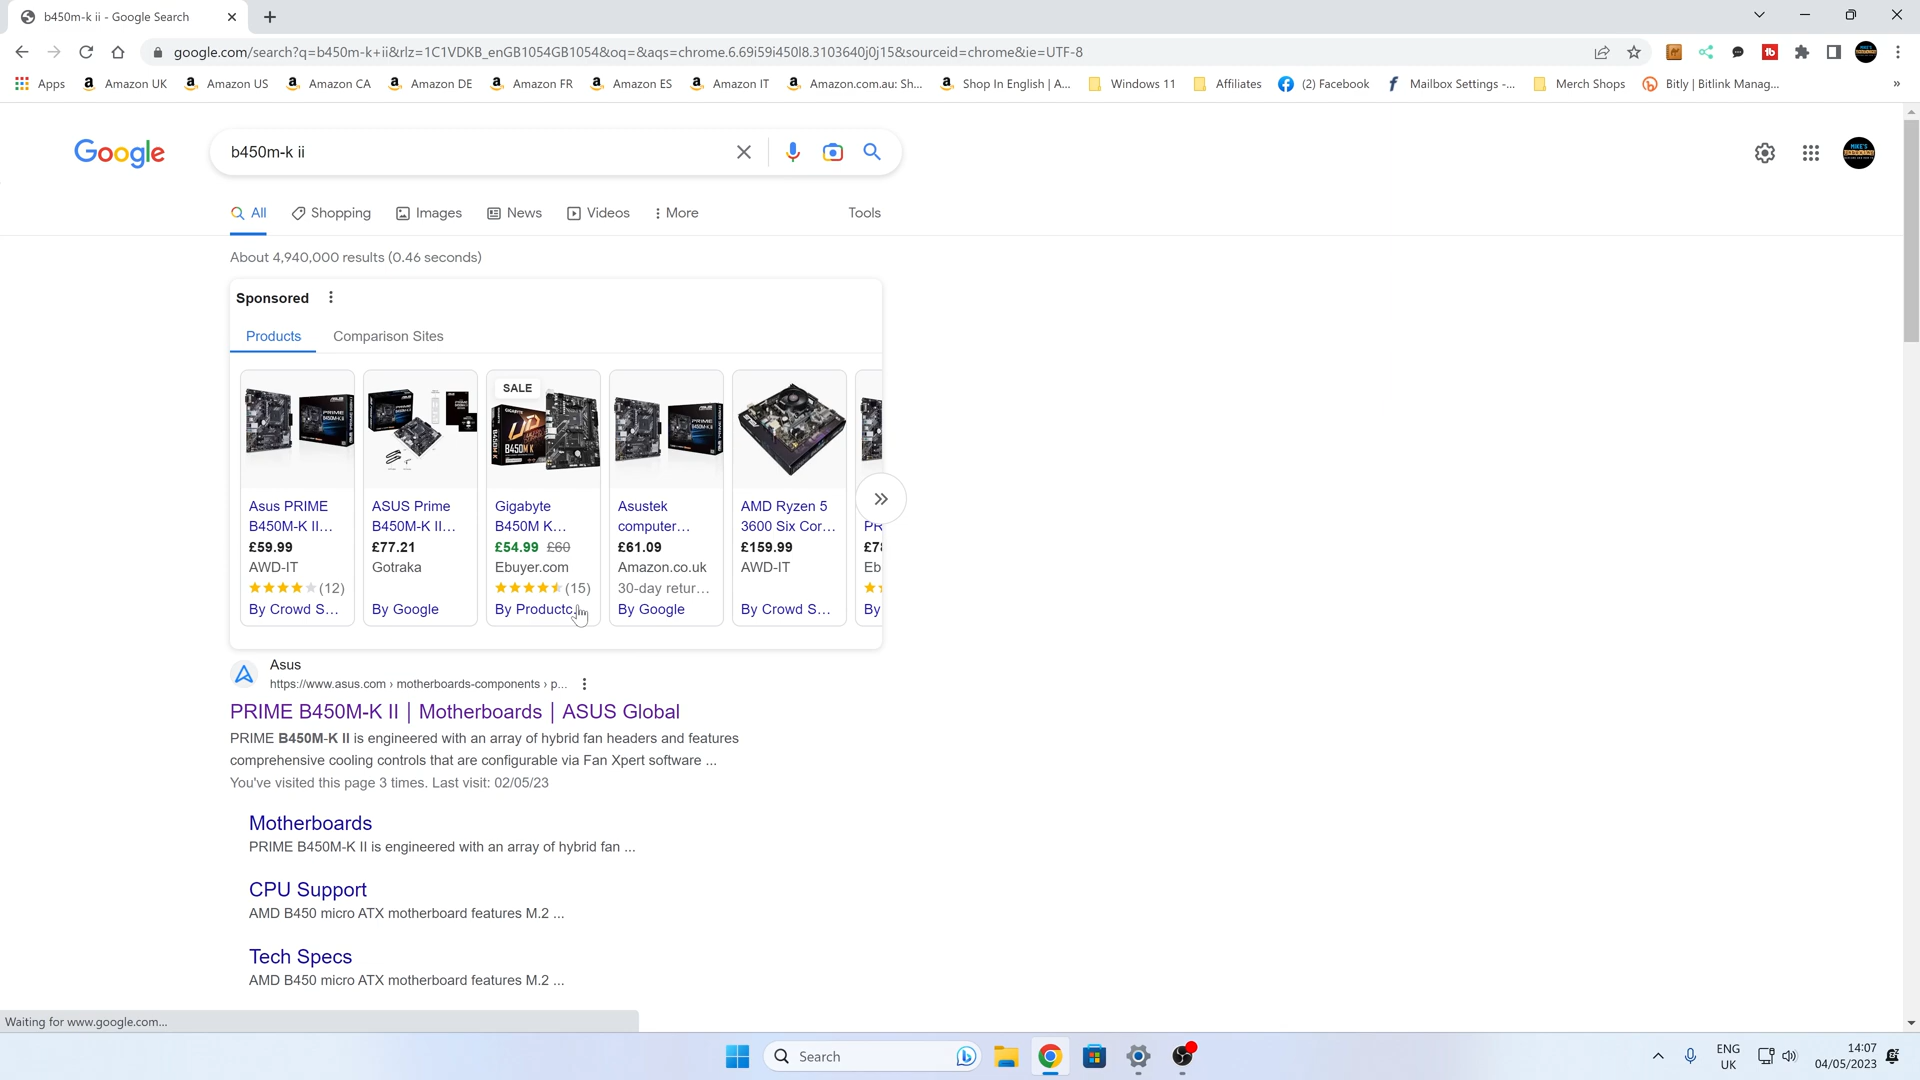 b450m-k ii - Google Search
google.com/search?q=b450m-k+ii&rlz=1C1VDKB_enGB1054GB1054&oq=&aqs=chrome.6.69i59i450l8.3103640j0j15&sourceid=chrome&ie=UTF-8
Apps Amazon UK Amazon US Amazon CA Amazon DE Amazon FR Amazon ES Amazon IT Amazon.com.au: Sh... Shop In English | A... Windows 11 Affiliates (2) Facebook Mailbox Settings -... Merch Shops Bitly | Bitlink Manag... »
Google b450m-k ii
All Shopping Images News Videos More Tools
About 4,940,000 results (0.46 seconds)
Sponsored
Products Comparison Sites
SALE
Asus PRIME ASUS Prime Gigabyte Asustek AMD Ryzen 5
B450M-K II... B450M-K II... B450M K... computer... 3600 Six Cor... PR
£59.99 £77.21 £54.99 £60 £61.09 £159.99 £78
AWD-IT Gotraka Ebuyer.com Amazon.co.uk AWD-IT Eb
(12) (15) 30-day retur...
By Crowd S... By Google By Productc... By Google By Crowd S... By
Asus
https://www.asus.com › motherboards-components › p...
PRIME B450M-K II | Motherboards | ASUS Global
PRIME B450M-K II is engineered with an array of hybrid fan headers and features
comprehensive cooling controls that are configurable via Fan Xpert software ...
You've visited this page 3 times. Last visit: 02/05/23
Motherboards
PRIME B450M-K II is engineered with an array of hybrid fan ...
CPU Support
AMD B450 micro ATX motherboard features M.2 ...
Tech Specs
AMD B450 micro ATX motherboard features M.2 ...
Waiting for www.google.com...
Search
ENG
UK
14:07
04/05/2023